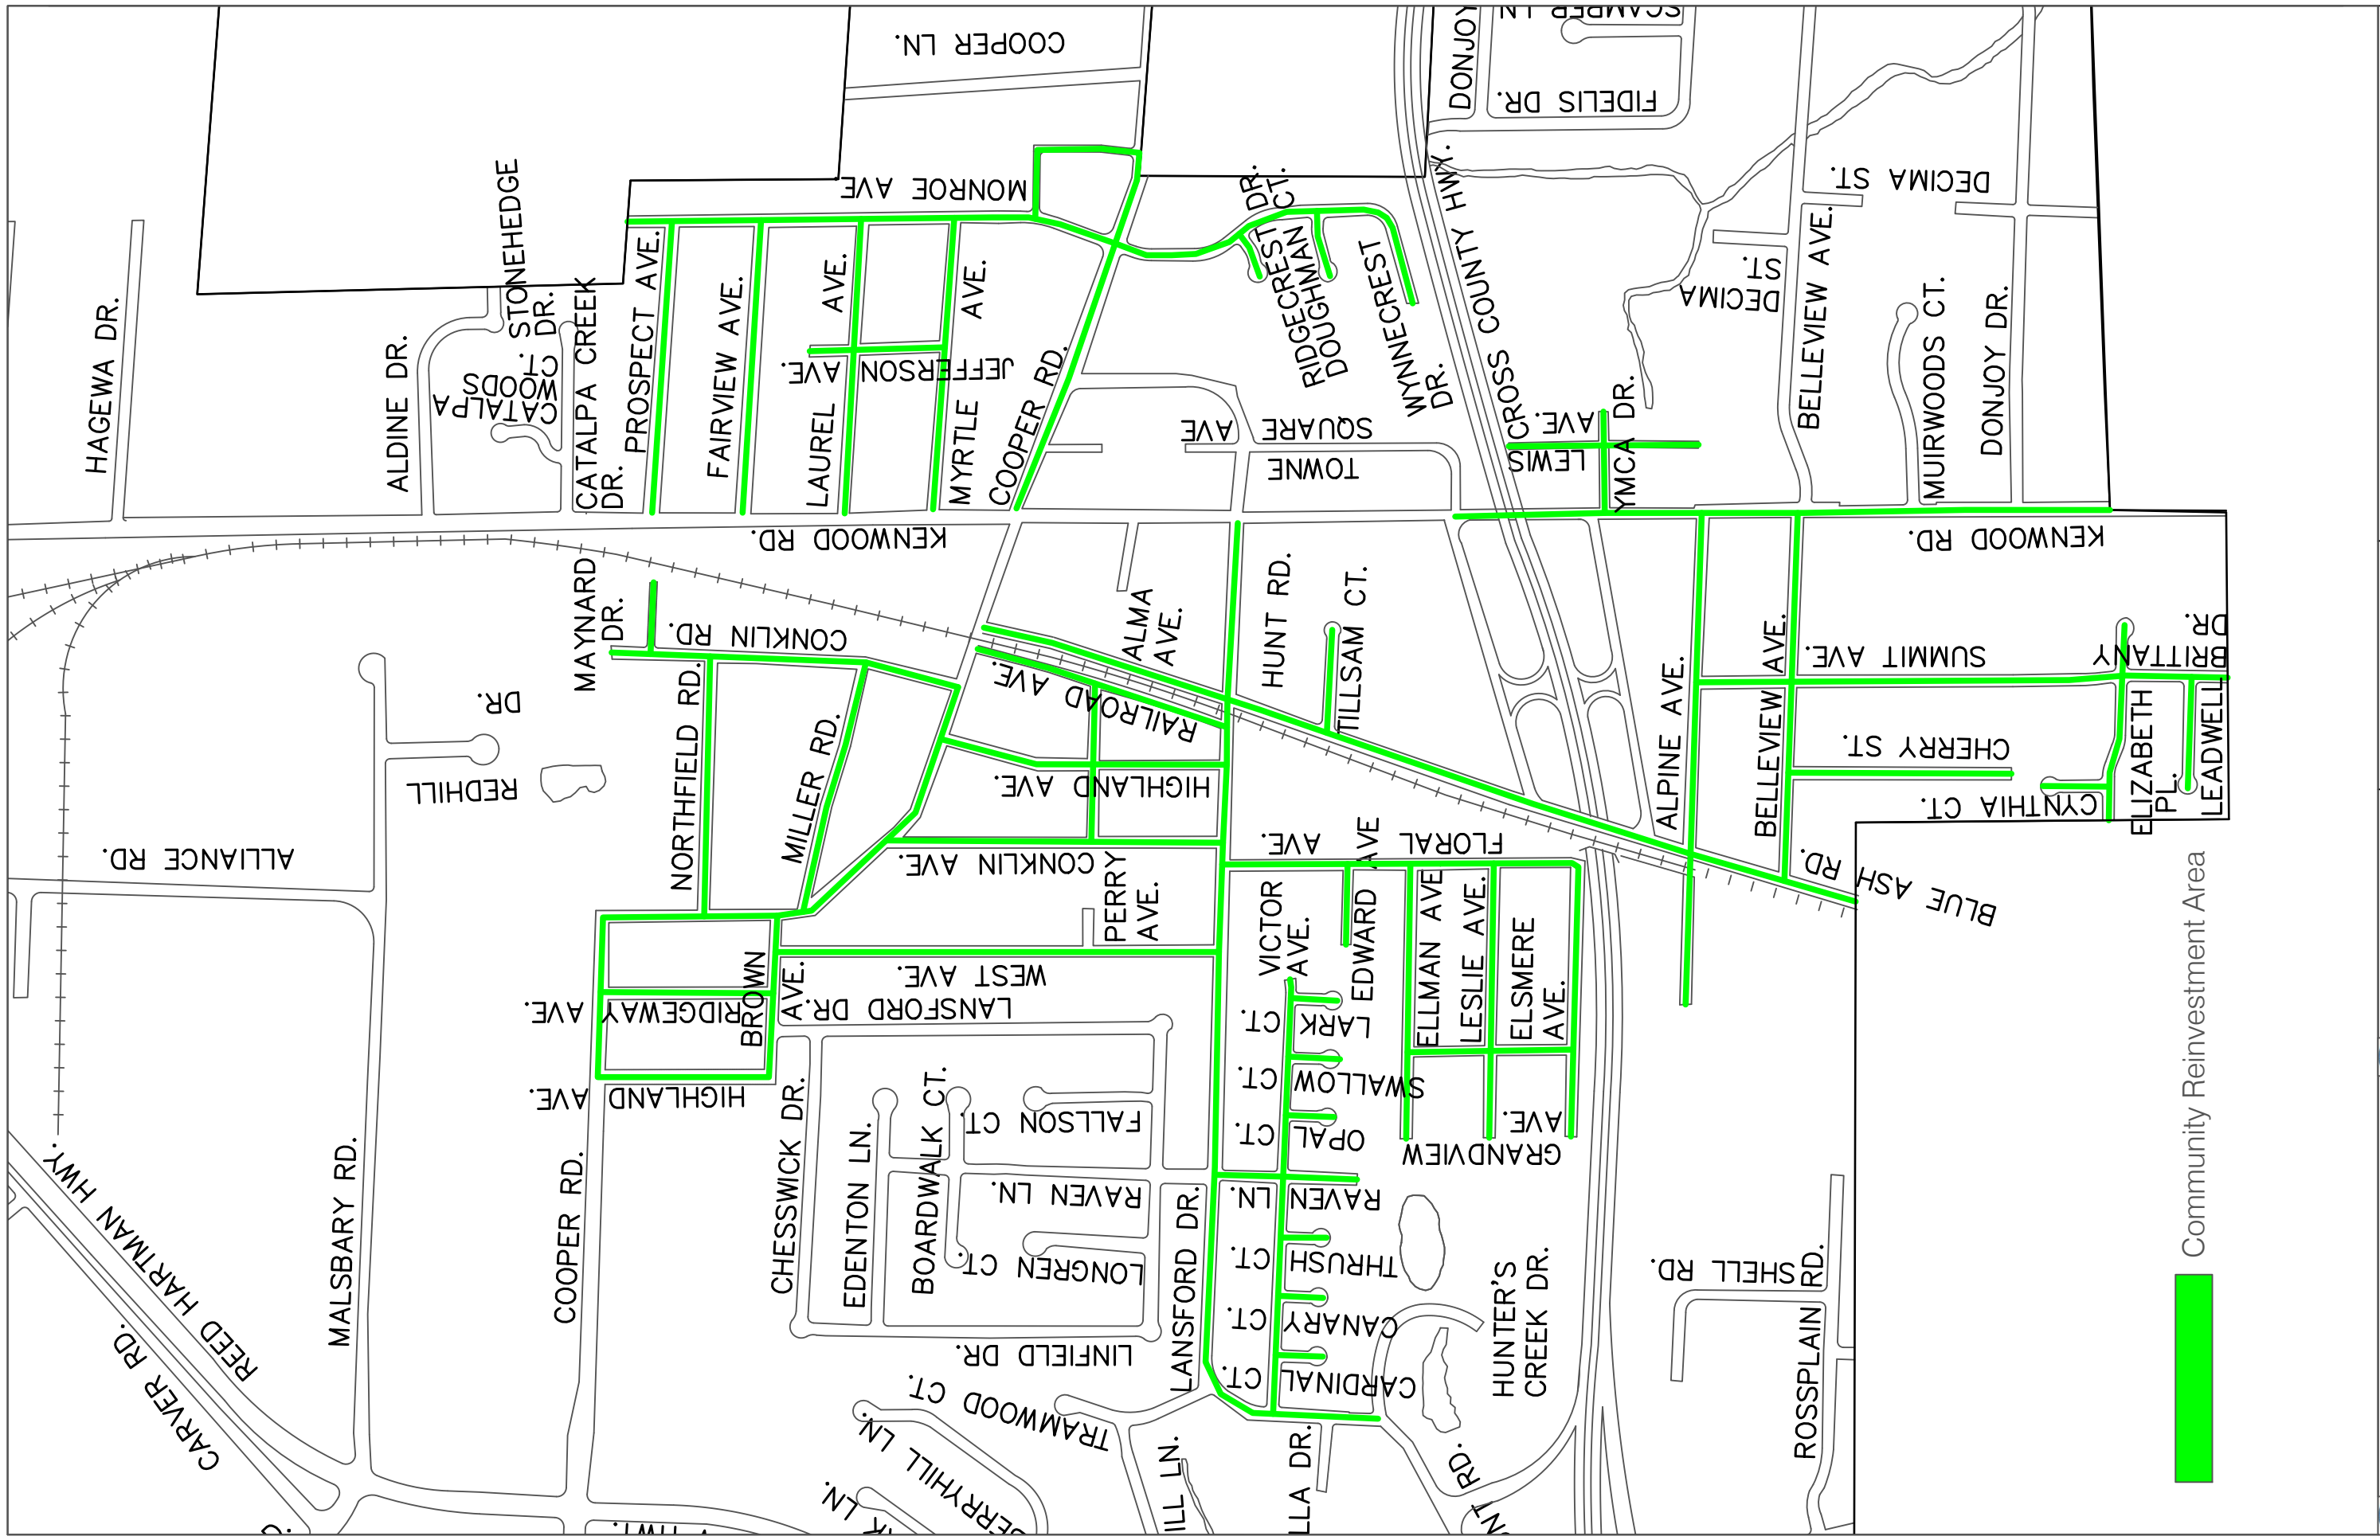 COOPER LN.
DONJOY
SCAMPER LN
FIDELIS DR.
MONROE AVE
STONEHEDGE
DR.
HAGEWA DR.
ALDINE DR.
CATALPA
WOODS
CT.
CATALPA CREEK
DR.
PROSPECT AVE.
FAIRVIEW AVE.
LAUREL AVE.
JEFFERSON AVE.
MYRTLE AVE.
COOPER RD.
RIDGECREST DR.
DOUGHMAN CT.
WYNNECREST
DR.
CROSS COUNTY HWY.
TOWNE
SQUARE AVE
LEWIS AVE.
YMCA DR.
DECIMA ST.
DECIMA
ST.
BELLEVIEW AVE.
MUIRWOODS CT.
DONJOY DR.
KENWOOD RD.
KENWOOD RD.
MAYNARD
DR.
CONKLIN RD.
ALMA
AVE.
HUNT RD.
TILLSAM CT.
RAILROAD AVE.
ALPINE AVE.
BELLEVIEW AVE.
SUMMIT AVE.
BRITTANY
DR.
CHERRY ST.
CYNTHIA CT.
ELIZABETH
PL.
LEADWELL
REDHILL DR.
NORTHFIELD RD.
MILLER RD.
HIGHLAND AVE.
ALLIANCE RD.
CONKLIN AVE.
PERRY
AVE.
FLORAL AVE.
BLUE ASH RD.
VICTOR
AVE.
EDWARD AVE
ELLMAN AVE
LESLIE AVE.
ELSMERE
AVE.
WEST AVE.
BROWN
AVE.
RIDGEWAY AVE.
LANSFORD DR.
HIGHLAND AVE.
LARK CT.
SWALLOW CT.
OPAL CT.
GRANDVIEW
AVE.
RAVEN LN.
THRUSH CT.
CANARY CT.
CARDINAL CT.
CHESSWICK DR.
EDENTON LN.
BOARDWALK CT.
FALLSON CT.
RAVEN LN.
LONGREN CT.
LANSFORD DR.
LINFIELD DR.
TRAMWOOD CT.
COOPER RD.
MALSBARY RD.
REED HARTMAN HWY.
CARVER RD.
HUNTER'S
CREEK DR.
SHELL RD.
ROSSPLAIN RD.
RD.
Community Reinvestment Area